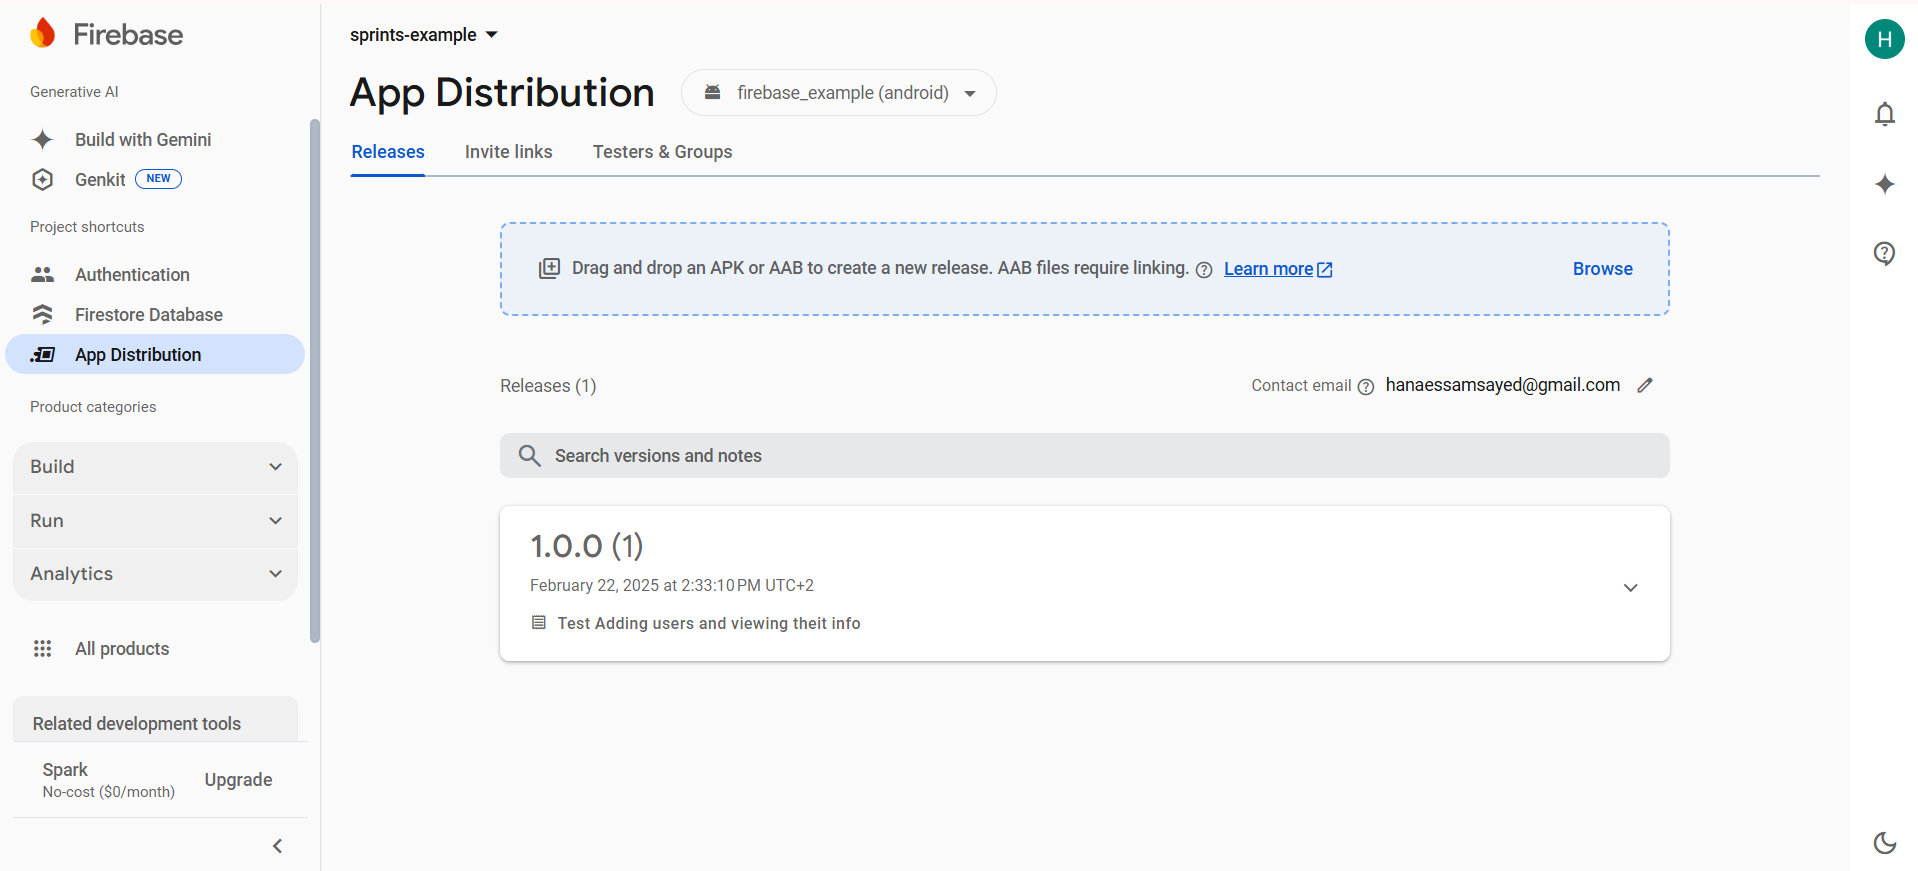 Firebase
Generative AI
Build with Gemini
Genkit NEW
Project shortcuts
Authentication
Firestore Database
App Distribution
Product categories
Build
Run
Analytics
All products
Related development tools
Spark
No-cost ($0/month)
Upgrade
sprints-example
App Distribution
firebase_example (android)
Releases Invite links Testers & Groups
Drag and drop an APK or AAB to create a new release. AAB files require linking. Learn more Browse
Releases (1)
Contact email hanaessamsayed@gmail.com
Search versions and notes
1.0.0 (1)
February 22, 2025 at 2:33:10 PM UTC+2
Test Adding users and viewing theit info
H